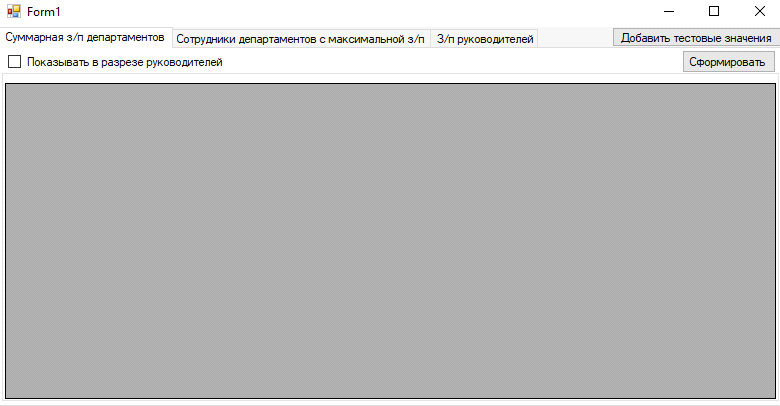 Form1
Суммарная з/п департаментов Сотрудники департаментов с максимальной з/п З/п руководителей Добавить тестовые значения
Показывать в разрезе руководителей Сформировать